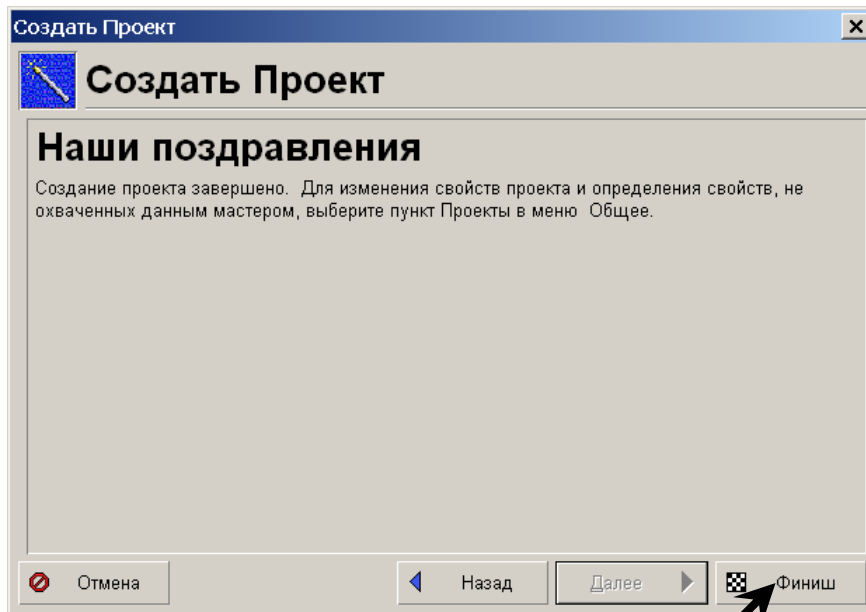 Создать Проект
Создать Проект
Наши поздравления
Создание проекта завершено.  Для изменения свойств проекта и определения свойств, не
охваченных данным мастером, выберите пункт Проекты в меню  Общее.
Отмена
Назад
Далее
Финиш